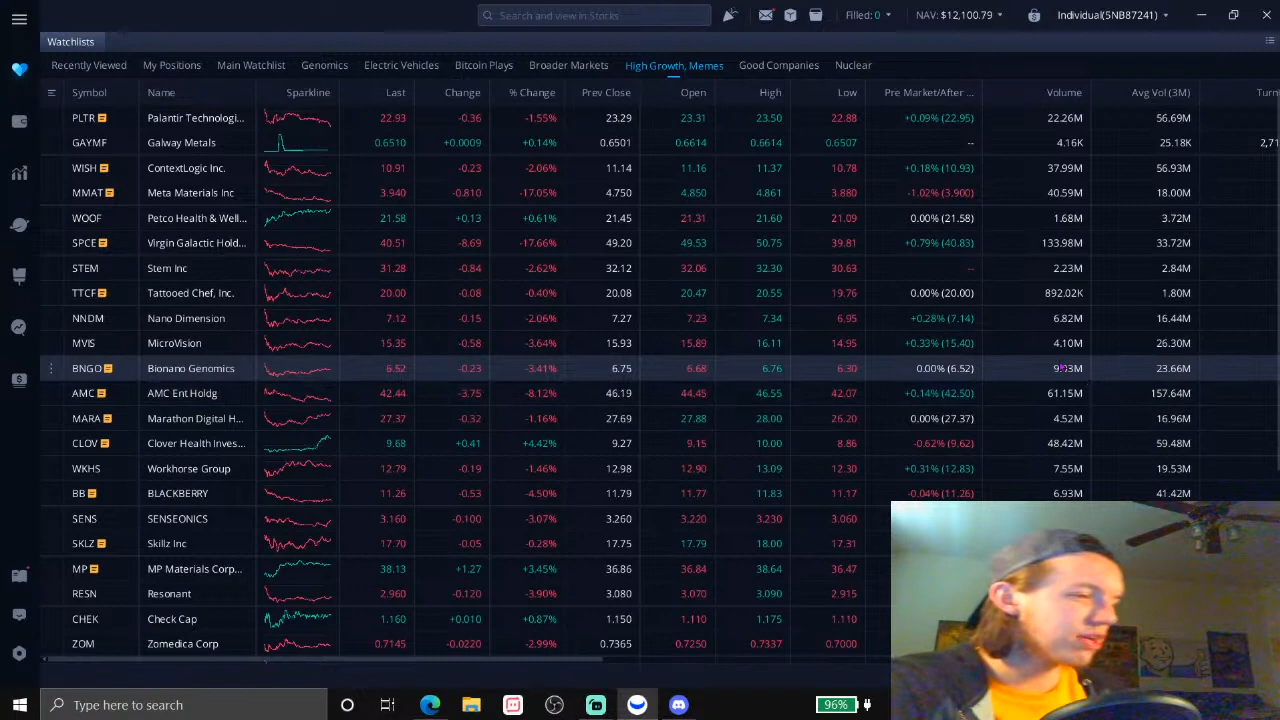 Search and view in Stocks
Filled: 0
NAV: $12,100.79
Individual(5NB87241)
Watchlists
Recently Viewed My Positions Main Watchlist Genomics Electric Vehicles Bitcoin Plays Broader Markets High Growth, Memes Good Companies Nuclear
Symbol Name Sparkline Last Change % Change Prev Close Open High Low Pre Market/After ... Volume Avg Vol (3M)
PLTR Palantir Technologi... 22.93 -0.36 -1.55% 23.29 23.31 23.50 22.88 +0.09% (22.95) 22.26M 56.69M
GAYMF Galway Metals 0.6510 +0.0009 +0.14% 0.6501 0.6614 0.6614 0.6507 -- 4.16K 25.18K 2,71
WISH ContextLogic Inc. 10.91 -0.23 -2.06% 11.14 11.16 11.37 10.78 +0.18% (10.93) 37.99M 56.93M
MMAT Meta Materials Inc 3.940 -0.810 -17.05% 4.750 4.850 4.861 3.880 -1.02% (3.900) 40.59M 18.00M
WOOF Petco Health & Well... 21.58 +0.13 +0.61% 21.45 21.31 21.60 21.09 0.00% (21.58) 1.68M 3.72M
SPCE Virgin Galactic Hold... 40.51 -8.69 -17.66% 49.20 49.53 50.75 39.81 +0.79% (40.83) 133.98M 33.72M
STEM Stem Inc 31.28 -0.84 -2.62% 32.12 32.06 32.30 30.63 -- 2.23M 2.84M
TTCF Tattooed Chef, Inc. 20.00 -0.08 -0.40% 20.08 20.47 20.55 19.76 0.00% (20.00) 892.02K 1.80M
NNDM Nano Dimension 7.12 -0.15 -2.06% 7.27 7.23 7.34 6.95 +0.28% (7.14) 6.82M 16.44M
MVIS MicroVision 15.35 -0.58 -3.64% 15.93 15.89 16.11 14.95 +0.33% (15.40) 4.10M 26.30M
BNGO Bionano Genomics 6.52 -0.23 -3.41% 6.75 6.68 6.76 6.30 0.00% (6.52) 23.66M
AMC AMC Ent Holdg 42.44 -3.75 -8.12% 46.19 44.45 46.55 42.07 +0.14% (42.50) 61.15M 157.64M
MARA Marathon Digital H... 27.37 -0.32 -1.16% 27.69 27.88 28.00 26.20 0.00% (27.37) 4.52M 16.96M
CLOV Clover Health Inves... 9.68 +0.41 +4.42% 9.27 9.15 10.00 8.86 -0.62% (9.62) 48.42M 59.48M
WKHS Workhorse Group 12.79 -0.19 -1.46% 12.98 12.90 13.09 12.30 +0.31% (12.83) 7.55M 19.53M
BB BLACKBERRY 11.26 -0.53 -4.50% 11.79 11.77 11.83 11.17 -0.04% (11.26) 6.93M 41.42M
SENS SENSEONICS 3.160 -0.100 -3.07% 3.260 3.220 3.230 3.060
SKLZ Skillz Inc 17.70 -0.05 -0.28% 17.75 17.79 18.00 17.31
MP MP Materials Corp... 38.13 +1.27 +3.45% 36.86 36.84 38.64 36.47
RESN Resonant 2.960 -0.120 -3.90% 3.080 3.070 3.090 2.915
CHEK Check Cap 1.160 +0.010 +0.87% 1.150 1.110 1.175 1.110
ZOM Zomedica Corp 0.7145 -0.0220 -2.99% 0.7365 0.7250 0.7337 0.7000
Type here to search
96%